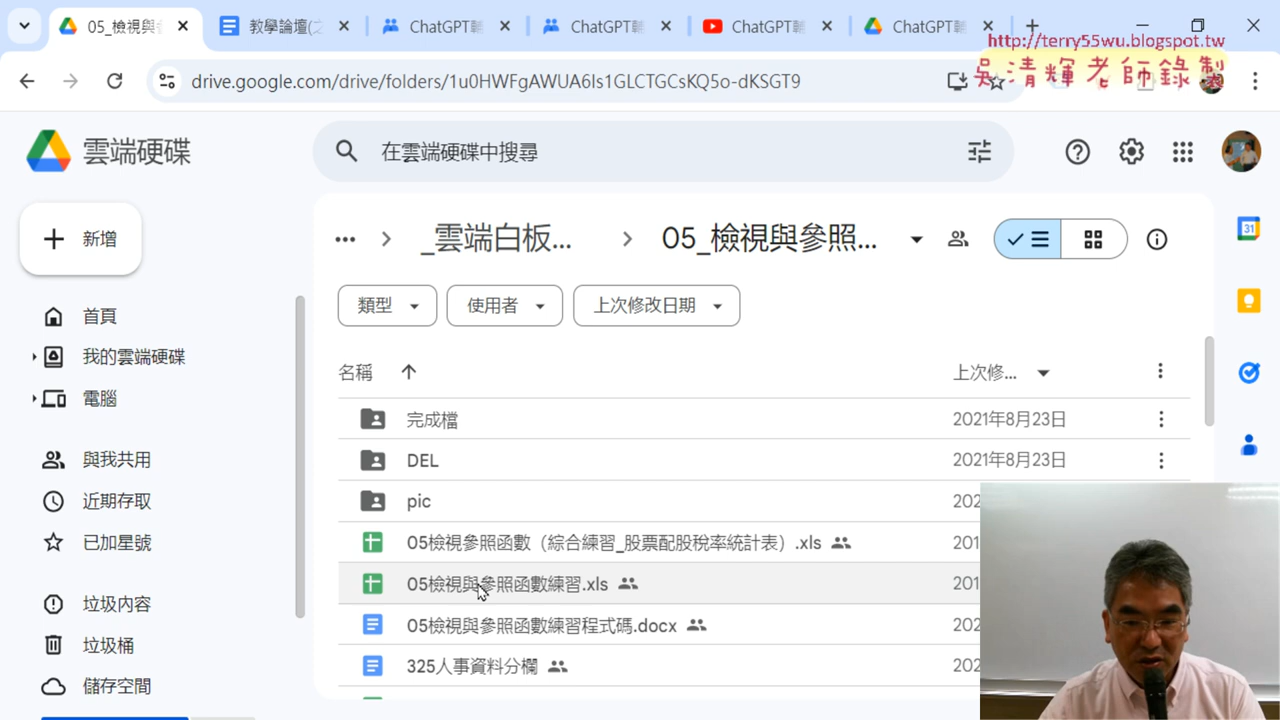 05_檢視與
教學論壇(之
ChatGPT
ChatGPT
ChatGPT
ChatGPT
http://terry55wu.blogspot.tw
吳清輝老師錄製
drive.google.com/drive/folders/1uI0HWFgAWUA6Is1GLCTGCsKQ5o-dKSGT9
雲端硬碟
在雲端硬碟中搜尋
新增
_雲端白板...
05_檢視與參照...
類型
使用者
上次修改日期
首頁
我的雲端硬碟
電腦
與我共用
近期存取
已加星號
垃圾內容
垃圾桶
儲存空間
名稱
上次修...
完成檔
2021年8月23日
DEL
2021年8月23日
pic
202
05檢視參照函數（綜合練習_股票配股稅率統計表）.xls
201
05檢視與參照函數練習.xls
201
05檢視與參照函數練習程式碼.docx
202
325人事資料分欄
202
31